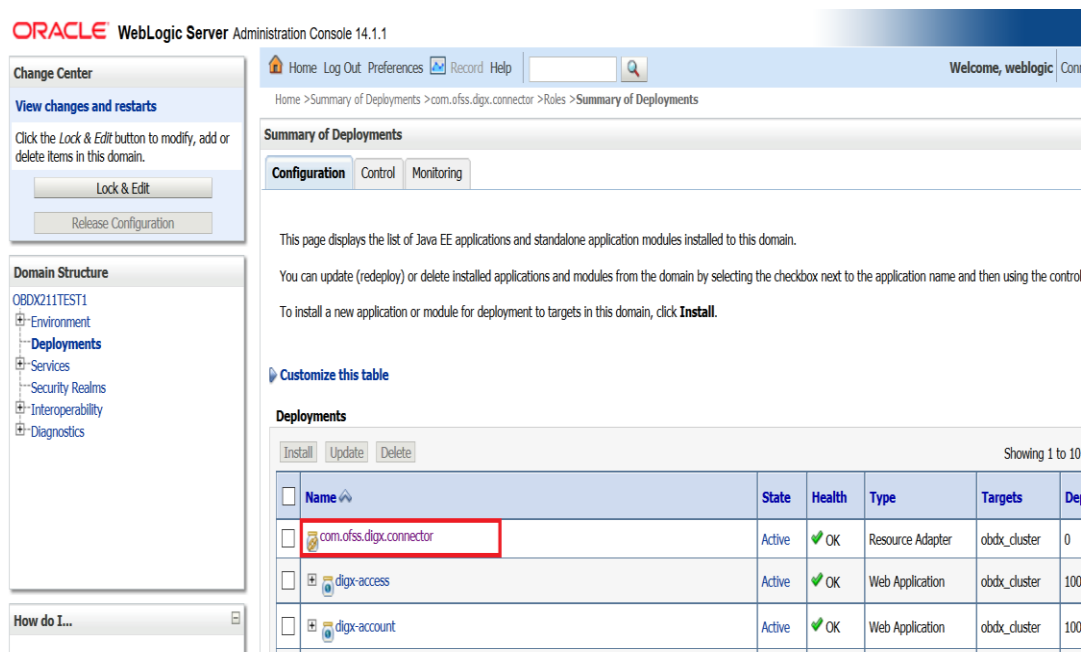 ORACLE WebLogic Server Administration Console 14.1.1
Change Center
View changes and restarts
Click the Lock & Edit button to modify, add or
delete items in this domain.
Lock & Edit
Release Configuration
Domain Structure
OBDX211TEST1
Environment
Deployments
Services
Security Realms
Interoperability
Diagnostics
How do I...
Home Log Out Preferences Record Help
Welcome, weblogic
Home >Summary of Deployments >com.ofss.digx.connector >Roles >Summary of Deployments
Summary of Deployments
Configuration Control Monitoring
This page displays the list of Java EE applications and standalone application modules installed to this domain.
You can update (redeploy) or delete installed applications and modules from the domain by selecting the checkbox next to the application name and then using the control
To install a new application or module for deployment to targets in this domain, click Install.
Customize this table
Deployments
Install Update Delete
Showing 1 to 10
Name State Health Type Targets
com.ofss.digx.connector Active OK Resource Adapter obdx_cluster 0
digx-access Active OK Web Application obdx_cluster 100
digx-account Active OK Web Application obdx_cluster 100